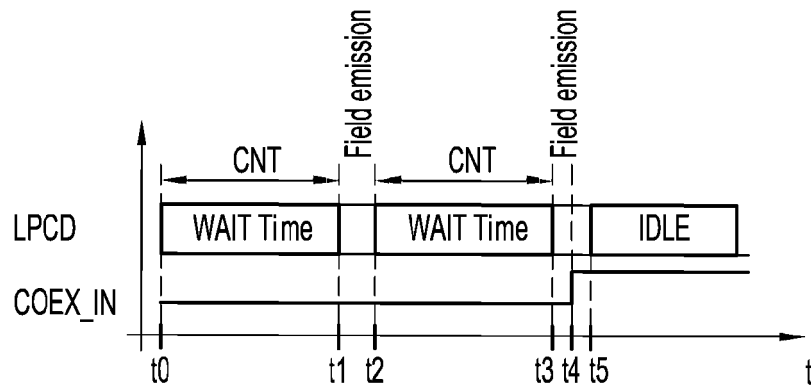 Field emission
Field emission
CNT
CNT
LPCD
WAIT Time
WAIT Time
IDLE
COEX_IN
t0
t1
t2
t3
t4
t5
t